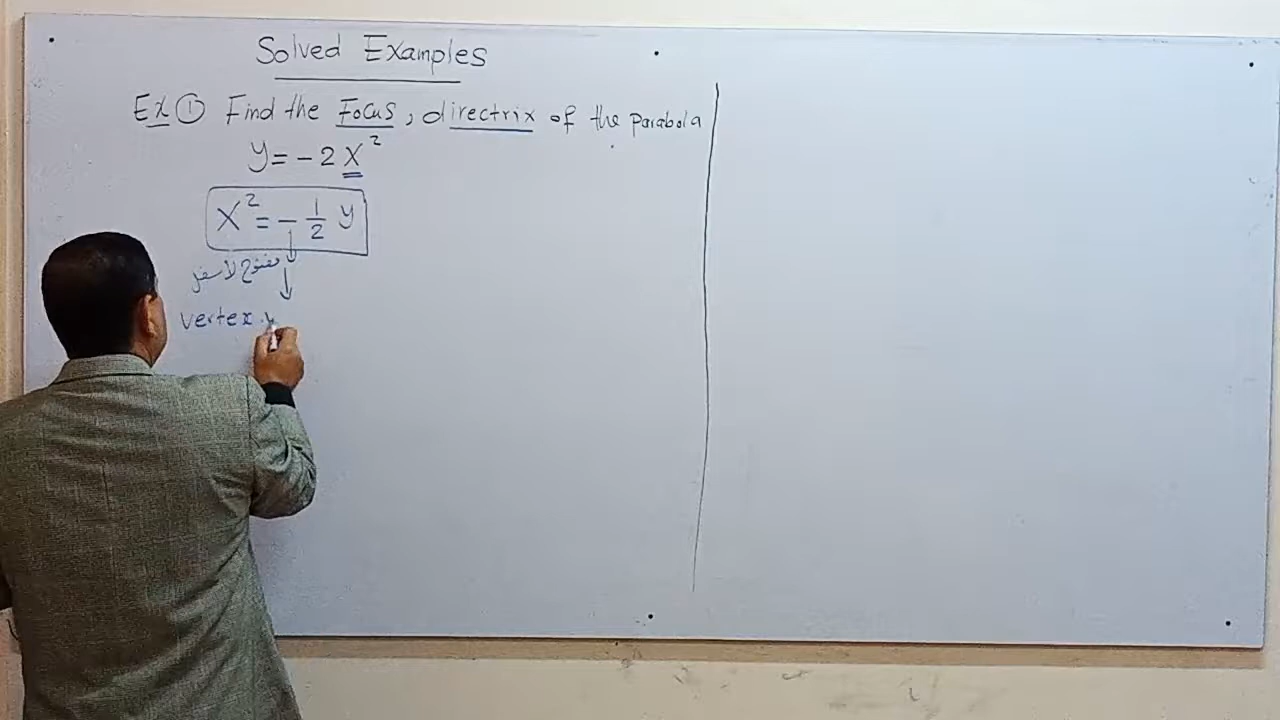 Solved Examples
Ex ① Find the Focus, directrix of the parabola
y = -2 x²
x² = - 1/2 y
مفتوح لأسفل
vertex